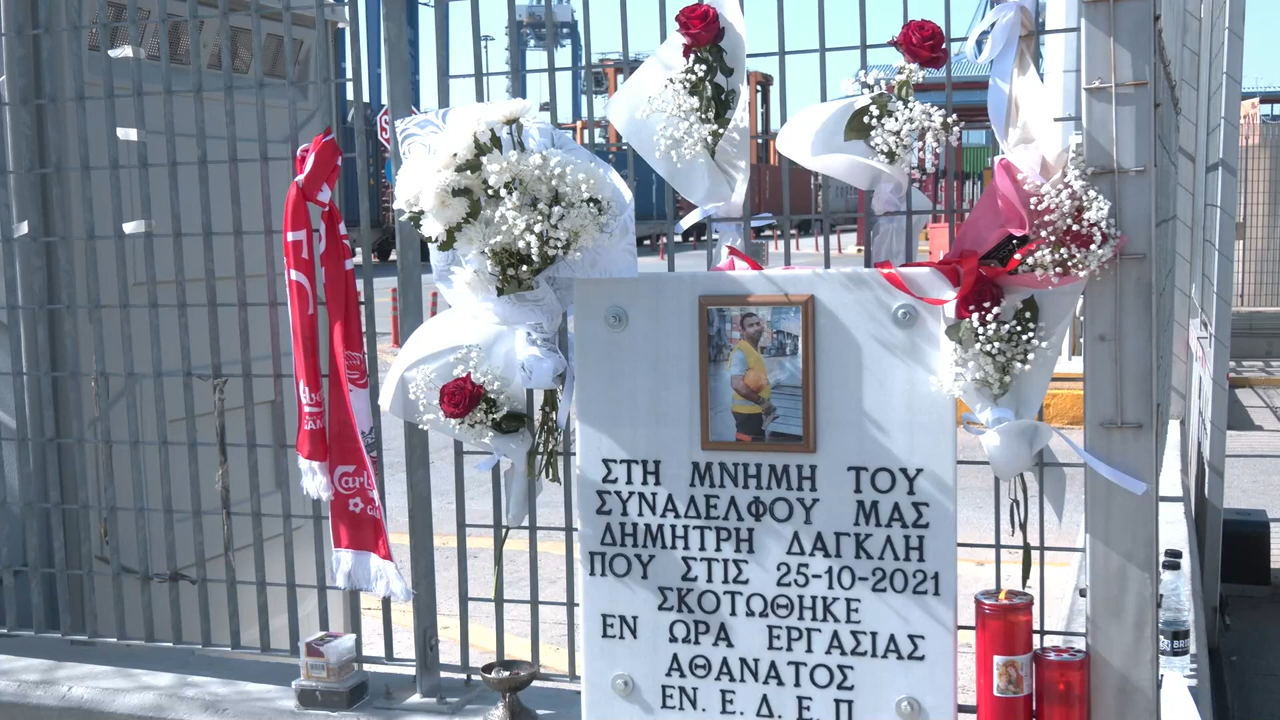 ΣΤΗ ΜΝΗΜΗ ΤΟΥ
ΣΥΝΑΔΕΛΦΟΥ ΜΑΣ
ΔΗΜΗΤΡΗ ΔΑΓΚΛΗ
ΠΟΥ ΣΤΙΣ 25-10-2021
ΣΚΟΤΩΘΗΚΕ
ΕΝ ΩΡΑ ΕΡΓΑΣΙΑΣ
ΑΘΑΝΑΤΟΣ
ΕΝ. Ε. Δ. Ε. Π